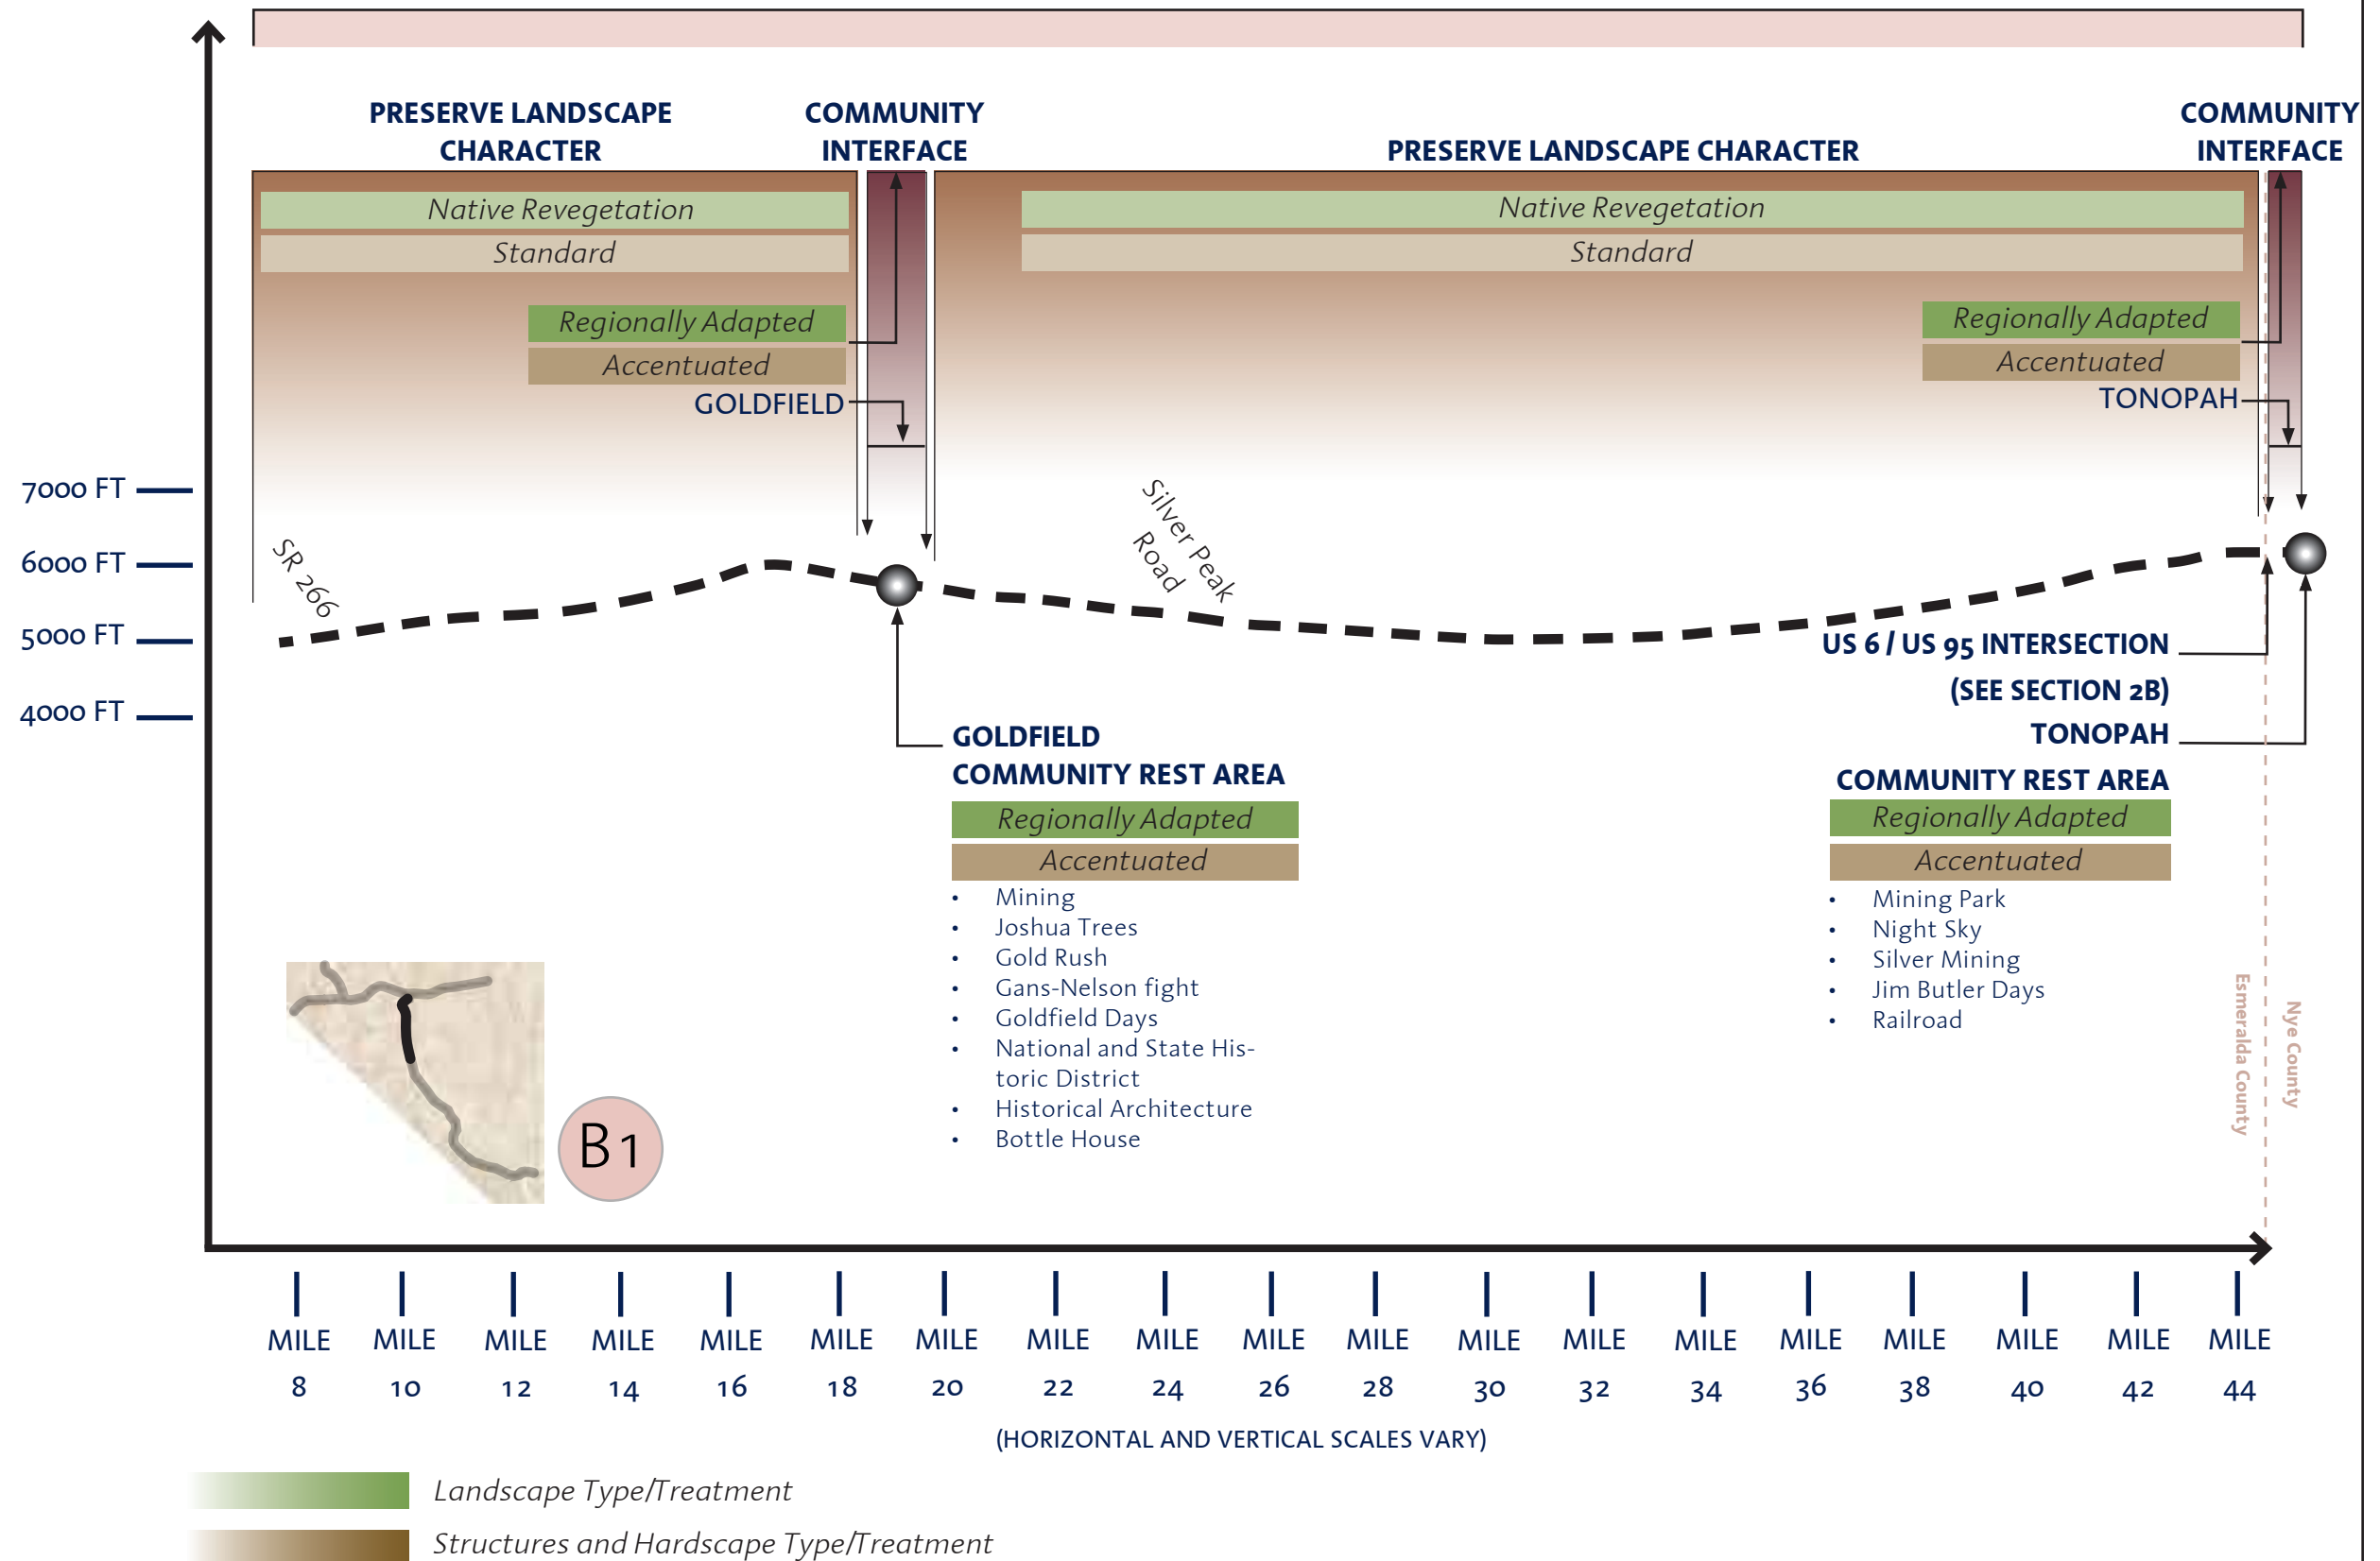 PRESERVE LANDSCAPE
CHARACTER
COMMUNITY
INTERFACE
PRESERVE LANDSCAPE CHARACTER
COMMUNITY
INTERFACE
Native Revegetation
Standard
Regionally Adapted
Accentuated
GOLDFIELD
Native Revegetation
Standard
Regionally Adapted
Accentuated
TONOPAH
7000 FT
6000 FT
5000 FT
4000 FT
SR 266
Silver Peak
Road
US 6 / US 95 INTERSECTION
(SEE SECTION 2B)
TONOPAH
COMMUNITY REST AREA
Regionally Adapted
Accentuated
• Mining Park
• Night Sky
• Silver Mining
• Jim Butler Days
• Railroad
GOLDFIELD
COMMUNITY REST AREA
Regionally Adapted
Accentuated
• Mining
• Joshua Trees
• Gold Rush
• Gans-Nelson fight
• Goldfield Days
• National and State His-
toric District
• Historical Architecture
• Bottle House
Esmeralda County
Nye County
B1
MILE MILE MILE MILE MILE MILE MILE MILE MILE MILE MILE MILE MILE MILE MILE MILE MILE MILE MILE
8 10 12 14 16 18 20 22 24 26 28 30 32 34 36 38 40 42 44
(HORIZONTAL AND VERTICAL SCALES VARY)
Landscape Type/Treatment
Structures and Hardscape Type/Treatment